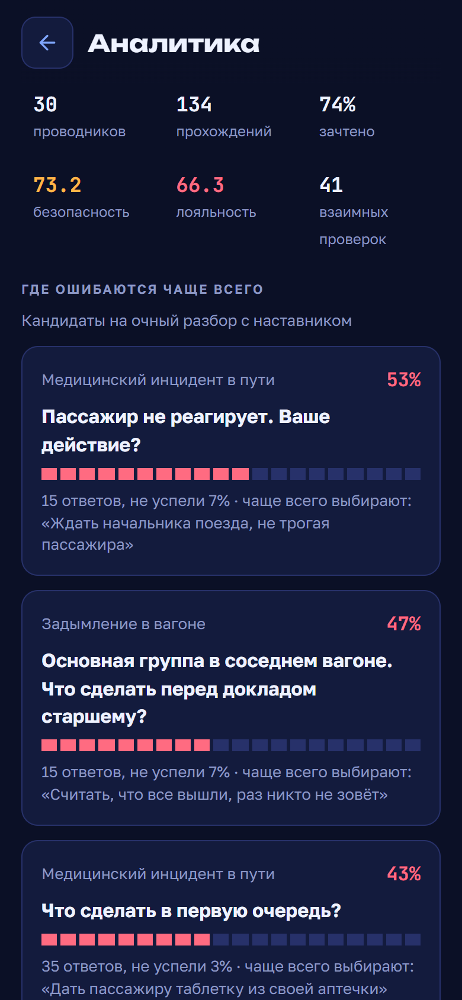 Аналитика
30 134 74%
проводников прохождений зачтено
73.2 66.3 41
безопасность лояльность взаимных
проверок
ГДЕ ОШИБАЮТСЯ ЧАЩЕ ВСЕГО
Кандидаты на очный разбор с наставником
Медицинский инцидент в пути 53%
Пассажир не реагирует. Ваше
действие?
15 ответов, не успели 7% · чаще всего выбирают:
«Ждать начальника поезда, не трогая
пассажира»
Задымление в вагоне 47%
Основная группа в соседнем вагоне.
Что сделать перед докладом
старшему?
15 ответов, не успели 7% · чаще всего выбирают:
«Считать, что все вышли, раз никто не зовёт»
Медицинский инцидент в пути 43%
Что сделать в первую очередь?
35 ответов, не успели 3% · чаще всего выбирают:
«Дать пассажиру таблетку из своей аптечки»